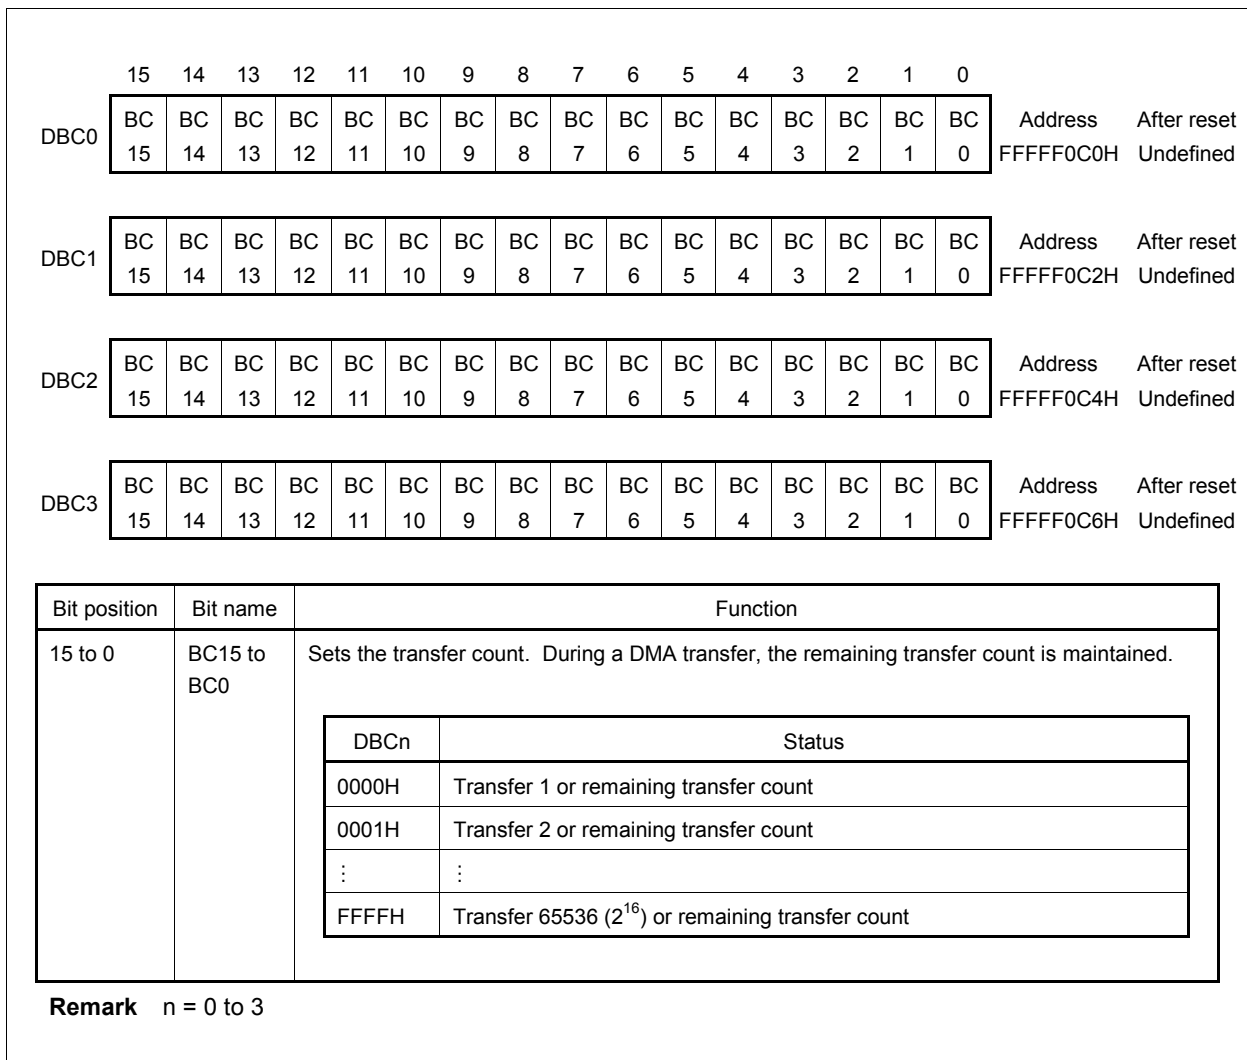 15 14 13 12 11 10 9 8 7 6 5 4 3 2 1 0
BC BC BC BC BC BC BC BC BC BC BC BC BC BC BC BC Address After reset
DBC0
15 14 13 12 11 10 9 8 7 6 5 4 3 2 1 0 FFFFF0C0H Undefined
BC BC BC BC BC BC BC BC BC BC BC BC BC BC BC BC Address After reset
DBC1
15 14 13 12 11 10 9 8 7 6 5 4 3 2 1 0 FFFFF0C2H Undefined
BC BC BC BC BC BC BC BC BC BC BC BC BC BC BC BC Address After reset
DBC2
15 14 13 12 11 10 9 8 7 6 5 4 3 2 1 0 FFFFF0C4H Undefined
BC BC BC BC BC BC BC BC BC BC BC BC BC BC BC BC Address After reset
DBC3
15 14 13 12 11 10 9 8 7 6 5 4 3 2 1 0 FFFFF0C6H Undefined
Bit position Bit name Function
15 to 0 BC15 to Sets the transfer count. During a DMA transfer, the remaining transfer count is maintained.
BC0
DBCn Status
0000H Transfer 1 or remaining transfer count
0001H Transfer 2 or remaining transfer count
⋮ ⋮
FFFFH Transfer 65536 (2^16) or remaining transfer count
Remark n = 0 to 3